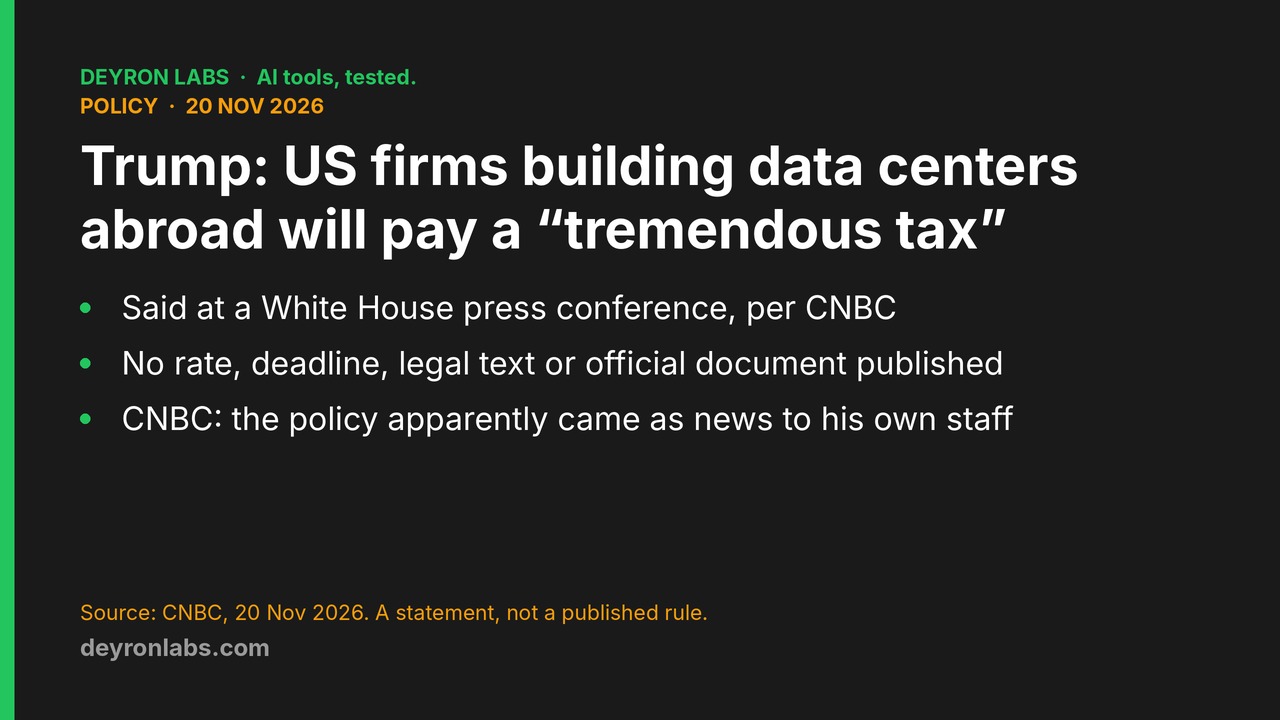 DEYRON LABS · AI tools, tested.
POLICY · 20 NOV 2026
Trump: US firms building data centers
abroad will pay a “tremendous tax”
• Said at a White House press conference, per CNBC
• No rate, deadline, legal text or official document published
• CNBC: the policy apparently came as news to his own staff
Source: CNBC, 20 Nov 2026. A statement, not a published rule.
deyronlabs.com